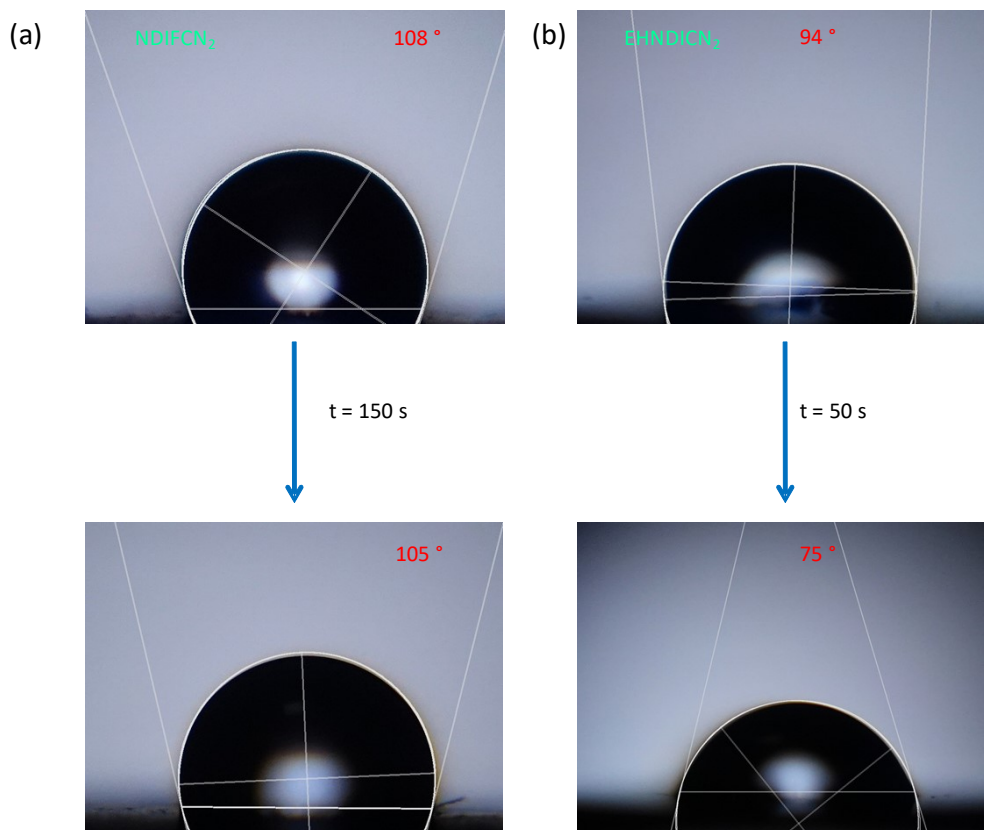 (a)
NDIFCN₂
108 °
(b)
EHNDICN₂
94 °
t = 150 s
t = 50 s
105 °
75 °